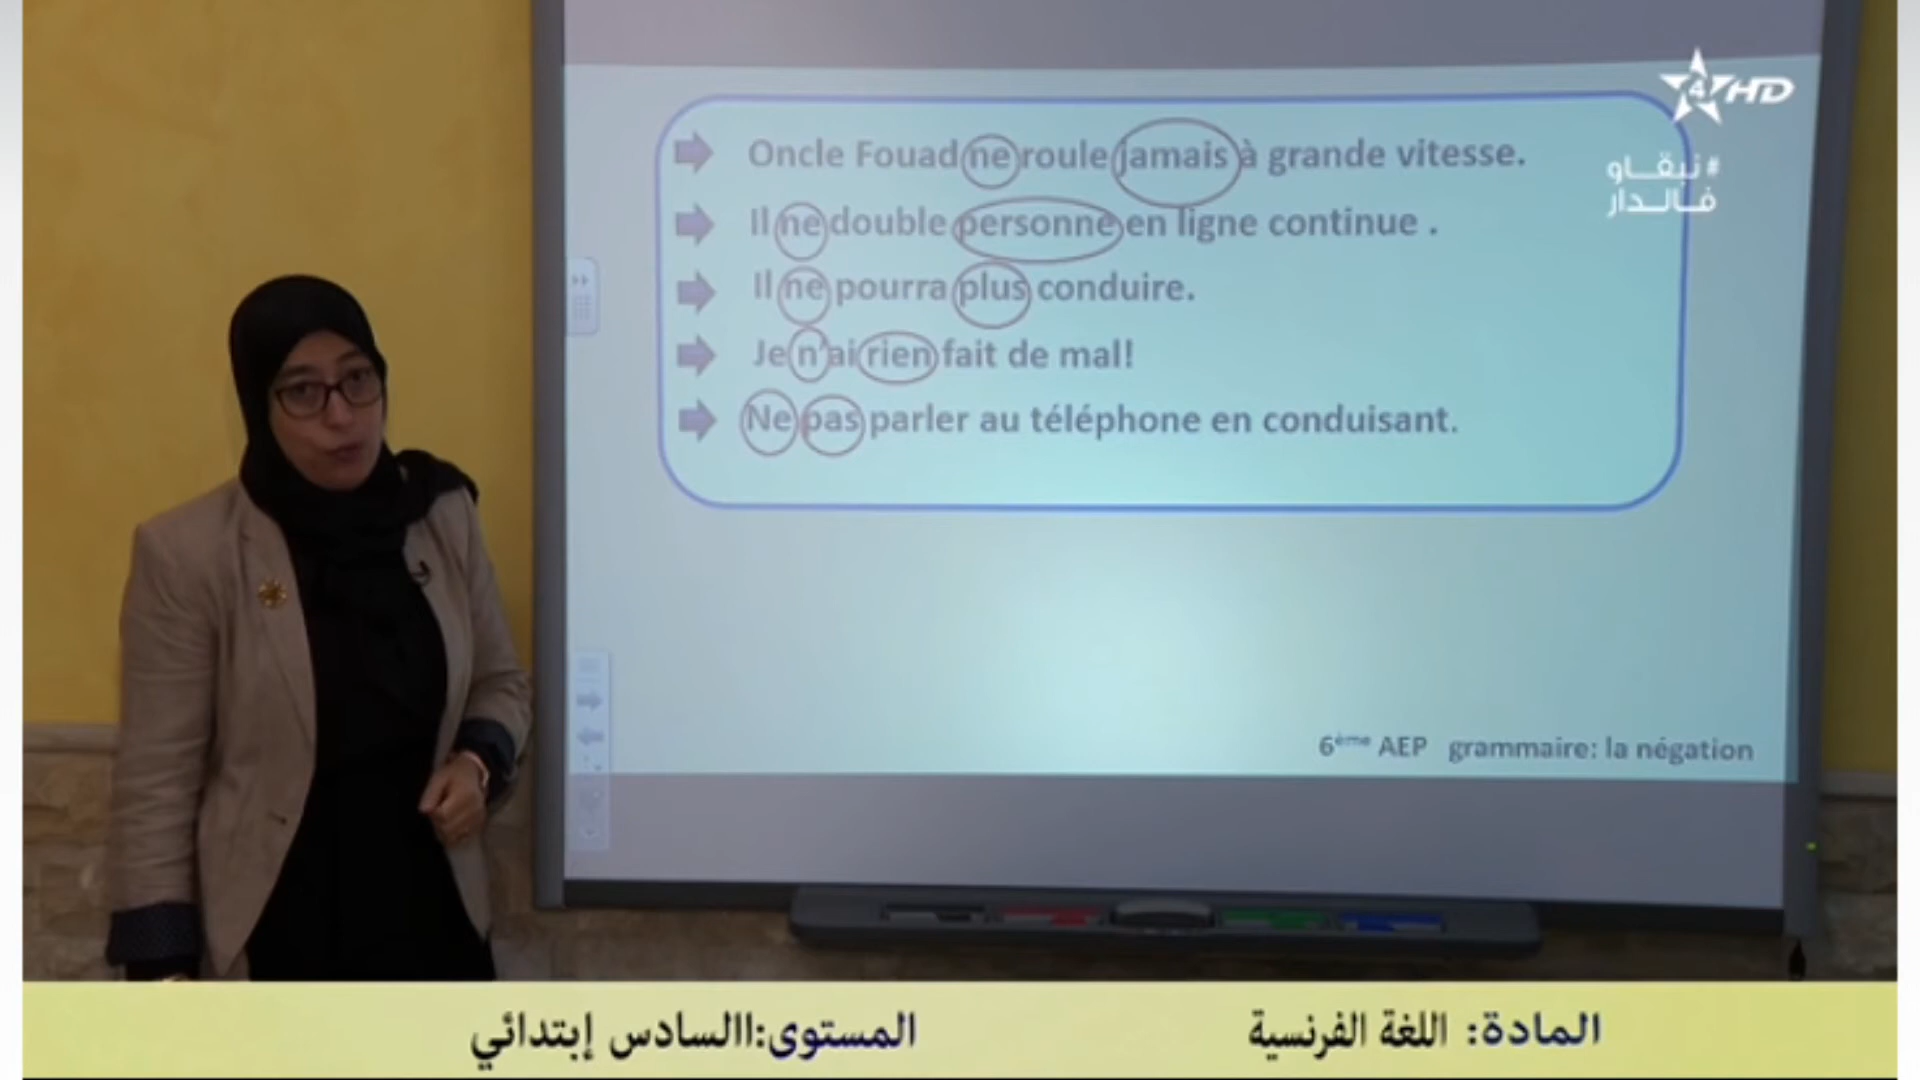 Oncle Fouad ne roule jamais à grande vitesse.
Il ne double personne en ligne continue .
Il ne pourra plus conduire.
Je n'ai rien fait de mal!
Ne pas parler au téléphone en conduisant.
6ème AEP grammaire: la négation
4 HD
#نبقاو
فالدار
المادة: اللغة الفرنسية
المستوى:االسادس إبتدائي